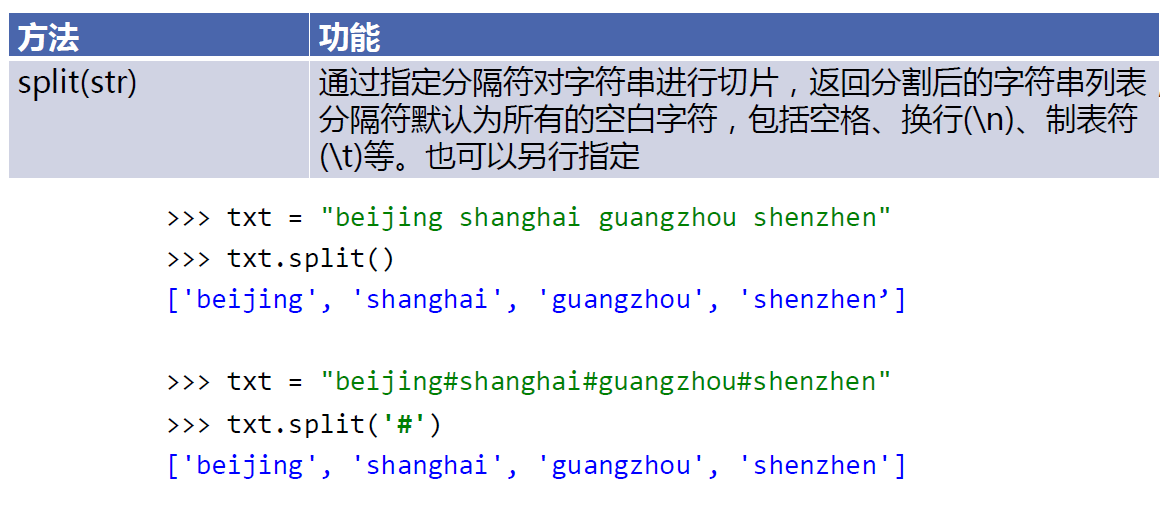 方法 功能
split(str) 通过指定分隔符对字符串进行切片，返回分割后的字符串列表，
分隔符默认为所有的空白字符，包括空格、换行(\n)、制表符
(\t)等。也可以另行指定
>>> txt = "beijing shanghai guangzhou shenzhen"
>>> txt.split()
['beijing', 'shanghai', 'guangzhou', 'shenzhen’]
>>> txt = "beijing#shanghai#guangzhou#shenzhen"
>>> txt.split('#')
['beijing', 'shanghai', 'guangzhou', 'shenzhen']